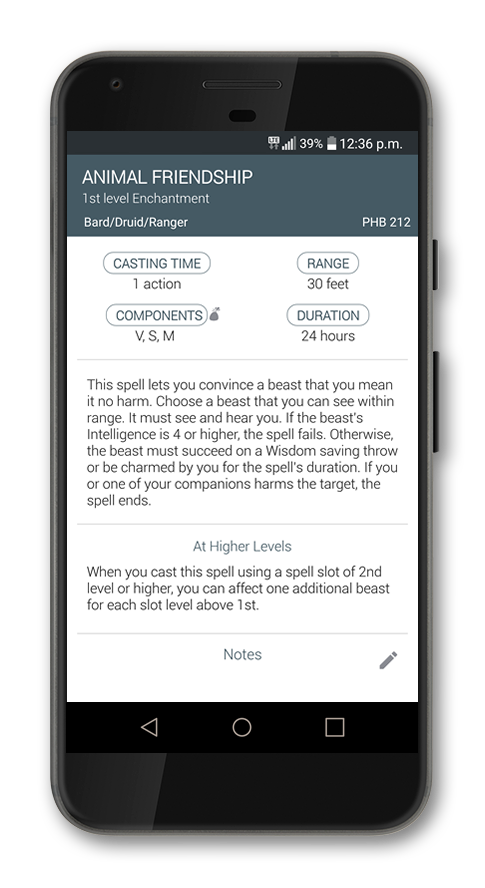 LTE 39% 12:36 p.m.
ANIMAL FRIENDSHIP
1st level Enchantment
Bard/Druid/Ranger PHB 212
CASTING TIME RANGE
1 action 30 feet
COMPONENTS DURATION
V, S, M 24 hours
This spell lets you convince a beast that you mean
it no harm. Choose a beast that you can see within
range. It must see and hear you. If the beast's
Intelligence is 4 or higher, the spell fails. Otherwise,
the beast must succeed on a Wisdom saving throw
or be charmed by you for the spell's duration. If you
or one of your companions harms the target, the
spell ends.
At Higher Levels
When you cast this spell using a spell slot of 2nd
level or higher, you can affect one additional beast
for each slot level above 1st.
Notes